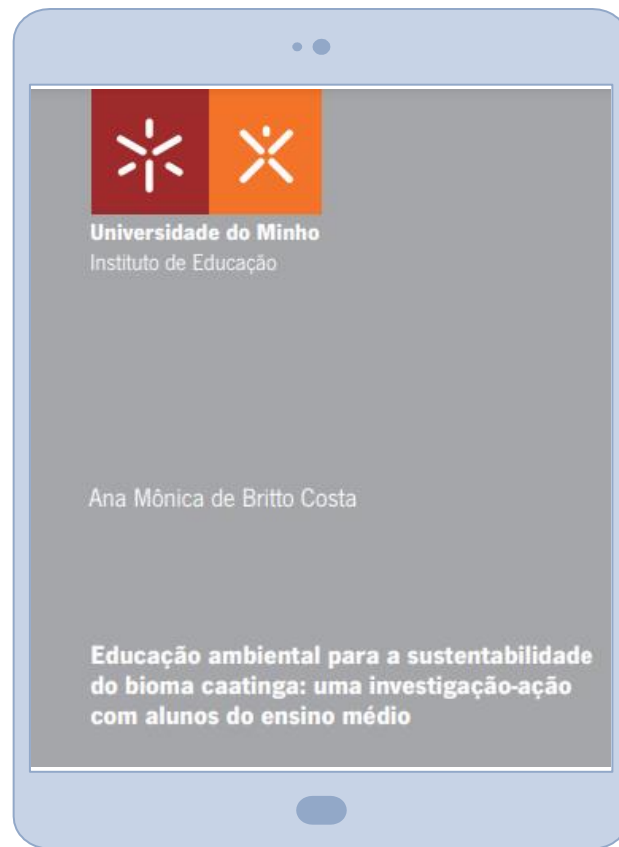 Universidade do Minho
Instituto de Educação
Ana Mônica de Britto Costa
Educação ambiental para a sustentabilidade
do bioma caatinga: uma investigação-ação
com alunos do ensino médio